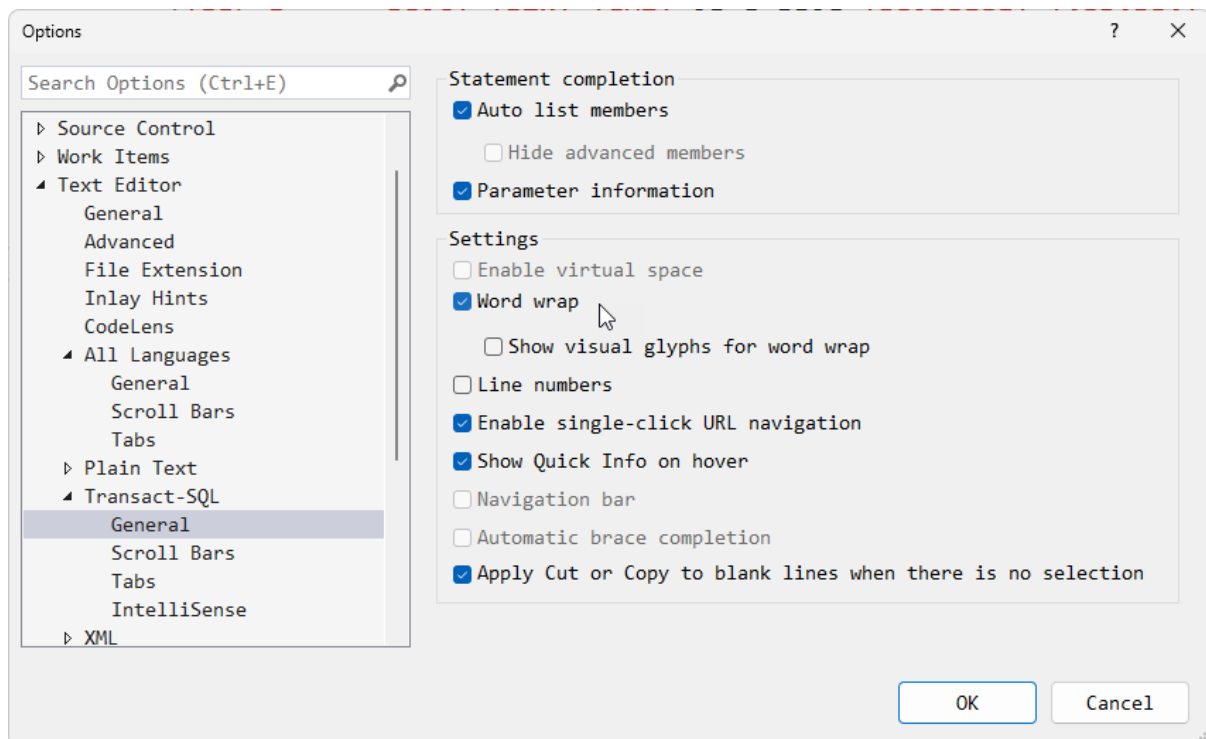 Options
?
Search Options (Ctrl+E)
Source Control
Work Items
Text Editor
General
Advanced
File Extension
Inlay Hints
CodeLens
All Languages
General
Scroll Bars
Tabs
Plain Text
Transact-SQL
General
Scroll Bars
Tabs
IntelliSense
XML
Statement completion
Auto list members
Hide advanced members
Parameter information
Settings
Enable virtual space
Word wrap
Show visual glyphs for word wrap
Line numbers
Enable single-click URL navigation
Show Quick Info on hover
Navigation bar
Automatic brace completion
Apply Cut or Copy to blank lines when there is no selection
OK
Cancel